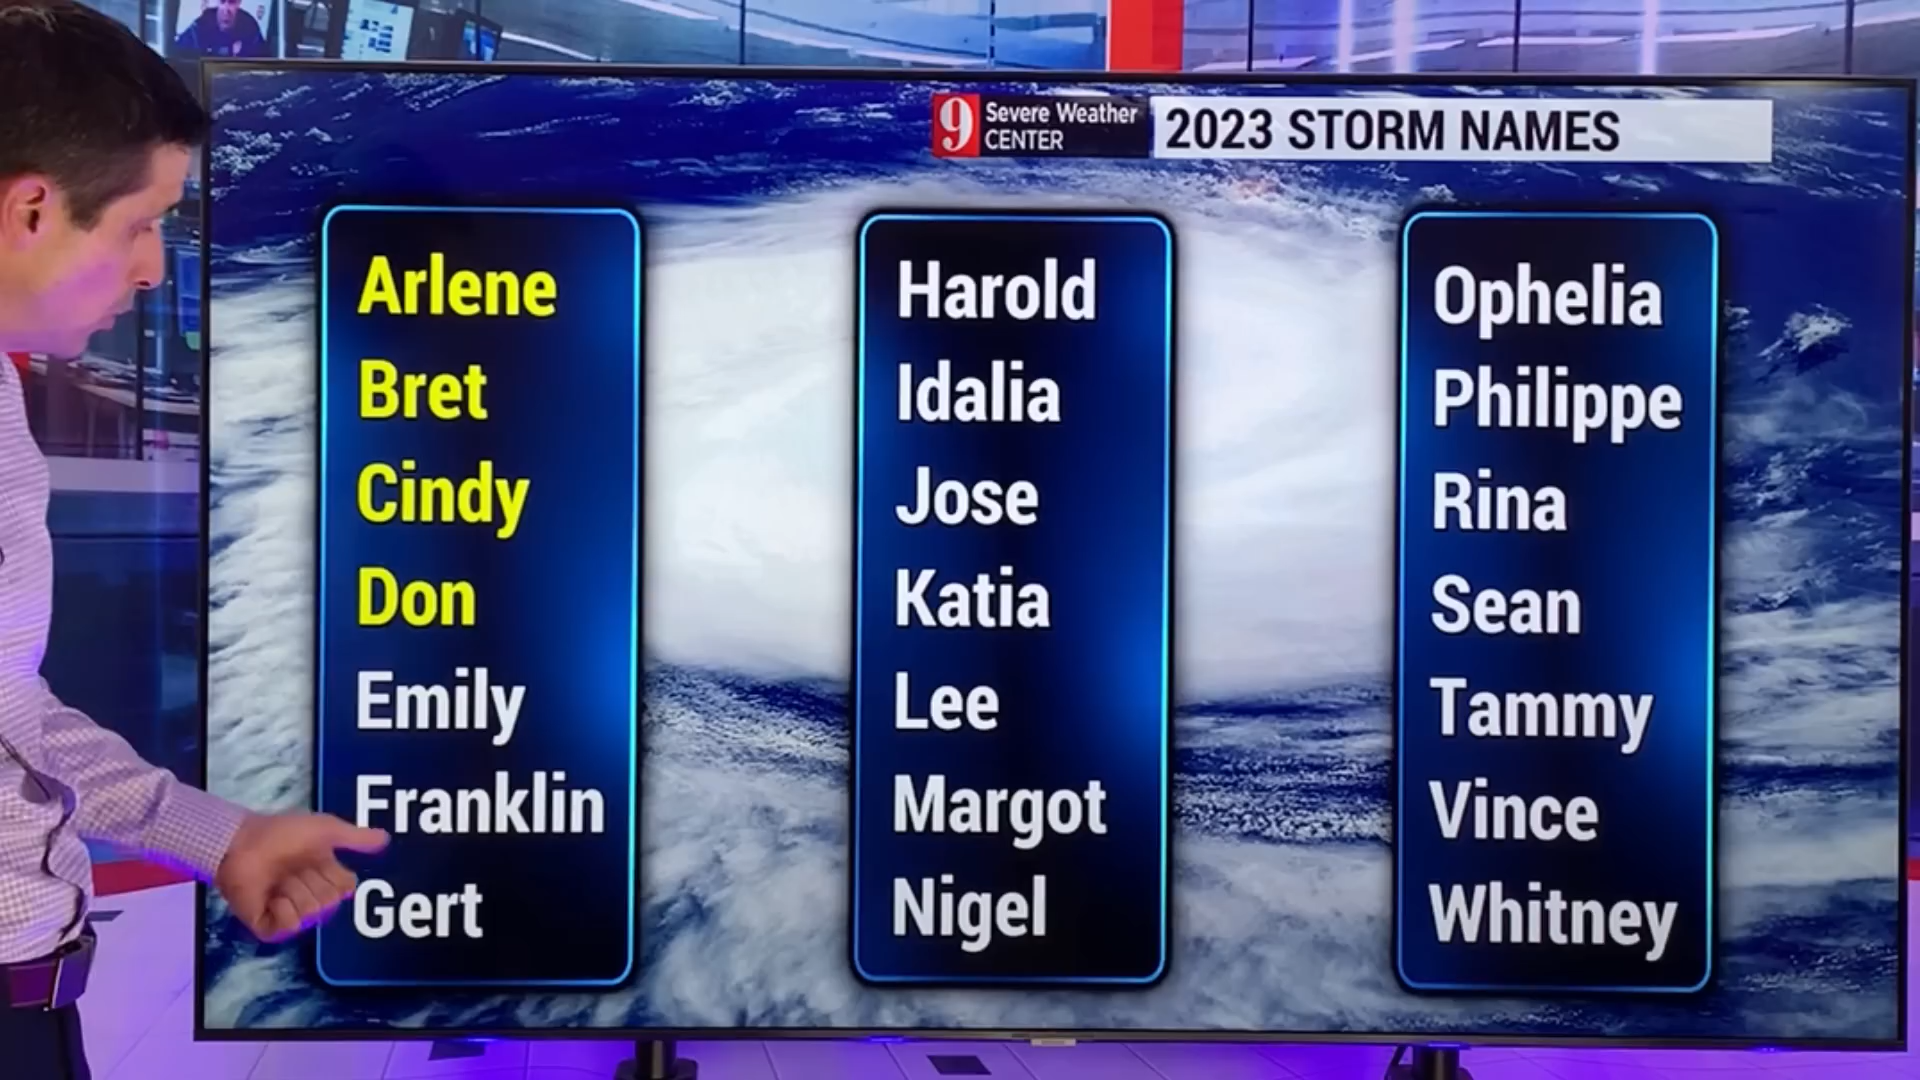 9 Severe Weather
CENTER
2023 STORM NAMES
Arlene
Bret
Cindy
Don
Emily
Franklin
Gert
Harold
Idalia
Jose
Katia
Lee
Margot
Nigel
Ophelia
Philippe
Rina
Sean
Tammy
Vince
Whitney